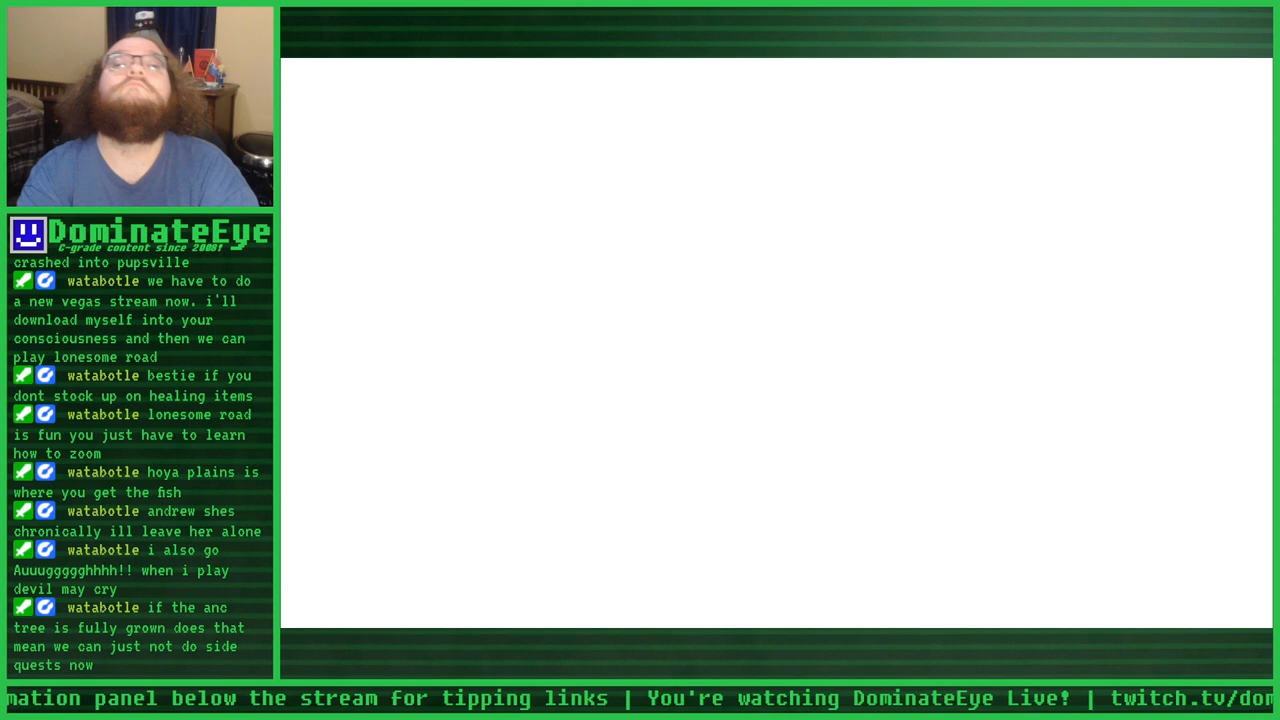 DominateEye
C-grade content since 2008!
crashed into pupsville
watabotle we have to do
a new vegas stream now. i'll
download myself into your
consciousness and then we can
play lonesome road
watabotle bestie if you
dont stock up on healing items
watabotle lonesome road
is fun you just have to learn
how to zoom
watabotle hoya plains is
where you get the fish
watabotle andrew shes
chronically ill leave her alone
watabotle i also go
Auuuggggghhhh!! when i play
devil may cry
watabotle if the anc
tree is fully grown does that
mean we can just not do side
quests now
mation panel below the stream for tipping links | You're watching DominateEye Live! | twitch.tv/dom